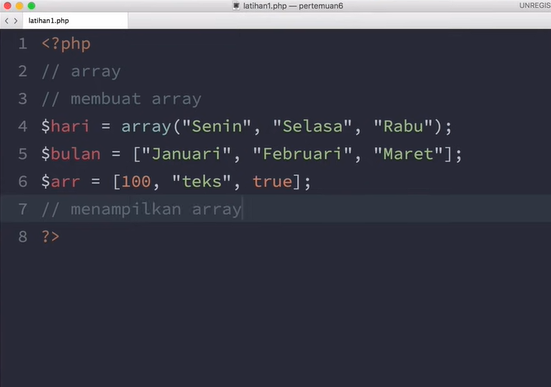 latihan1.php — pertemuan6
UNREGIS
latihan1.php
1 <?php
2 // array
3 // membuat array
4 $hari = array("Senin", "Selasa", "Rabu");
5 $bulan = ["Januari", "Februari", "Maret"];
6 $arr = [100, "teks", true];
7 // menampilkan array
8 ?>